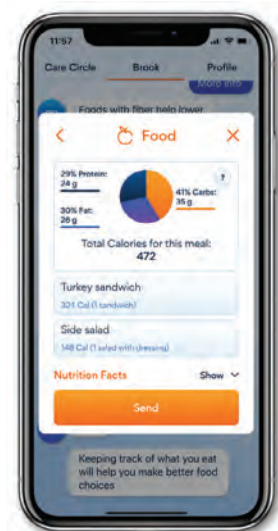 11:57
Care Circle Brook Profile
More info
Foods with fiber help lower
Food
29% Protein:
24 g
?
41% Carbs:
35 g
30% Fat:
26 g
Total Calories for this meal:
472
Turkey sandwich
Cal (1 sandwich)
Side salad
148 Cal (1 salad with dressing)
Nutrition Facts Show
Send
Keeping track of what you eat
will help you make better food
choices